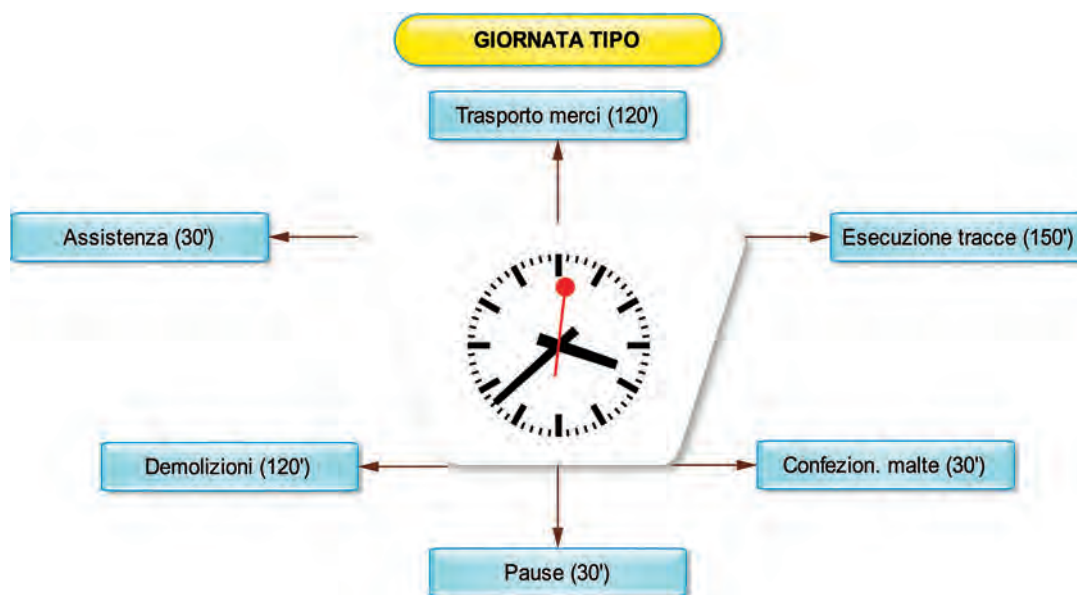 GIORNATA TIPO
Trasporto merci (120')
Assistenza (30')
Esecuzione tracce (150')
Demolizioni (120')
Confezion. malte (30')
Pause (30')